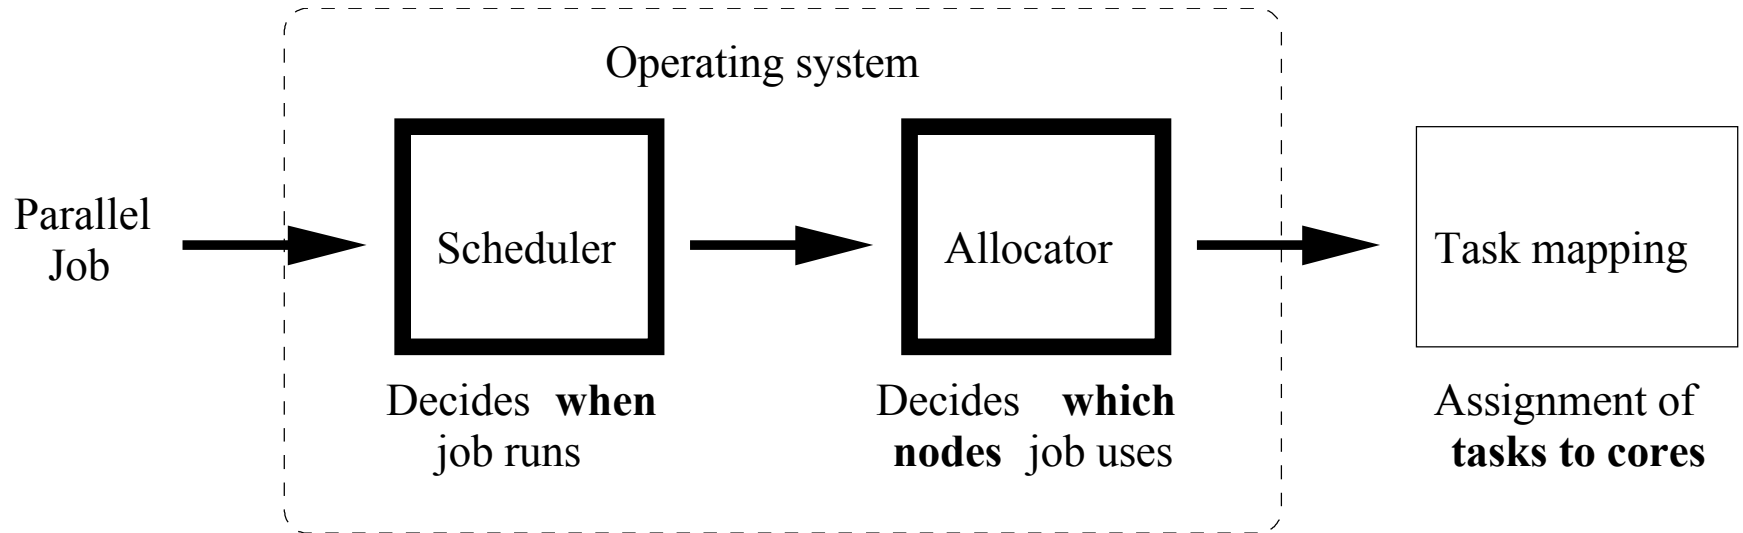 Operating system
Parallel
Job
Scheduler
Allocator
Task mapping
Decides when
job runs
Decides which
nodes job uses
Assignment of
tasks to cores